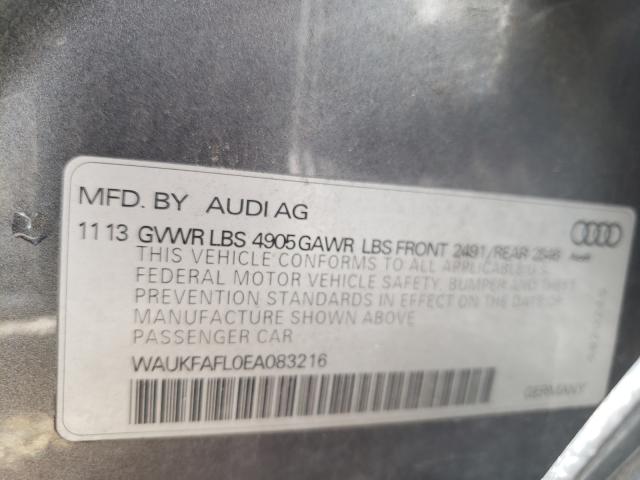 MFD. BY AUDI AG
11 13 GVWR LBS 4905 GAWR LBS FRONT 2491/REAR 2546
THIS VEHICLE CONFORMS TO ALL APPLICABLE U.S.
FEDERAL MOTOR VEHICLE SAFETY, BUMPER AND THEFT
PREVENTION STANDARDS IN EFFECT ON THE DATE OF
MANUFACTURE SHOWN ABOVE
PASSENGER CAR
WAUKFAFL0EA083216
GERMANY
Audi